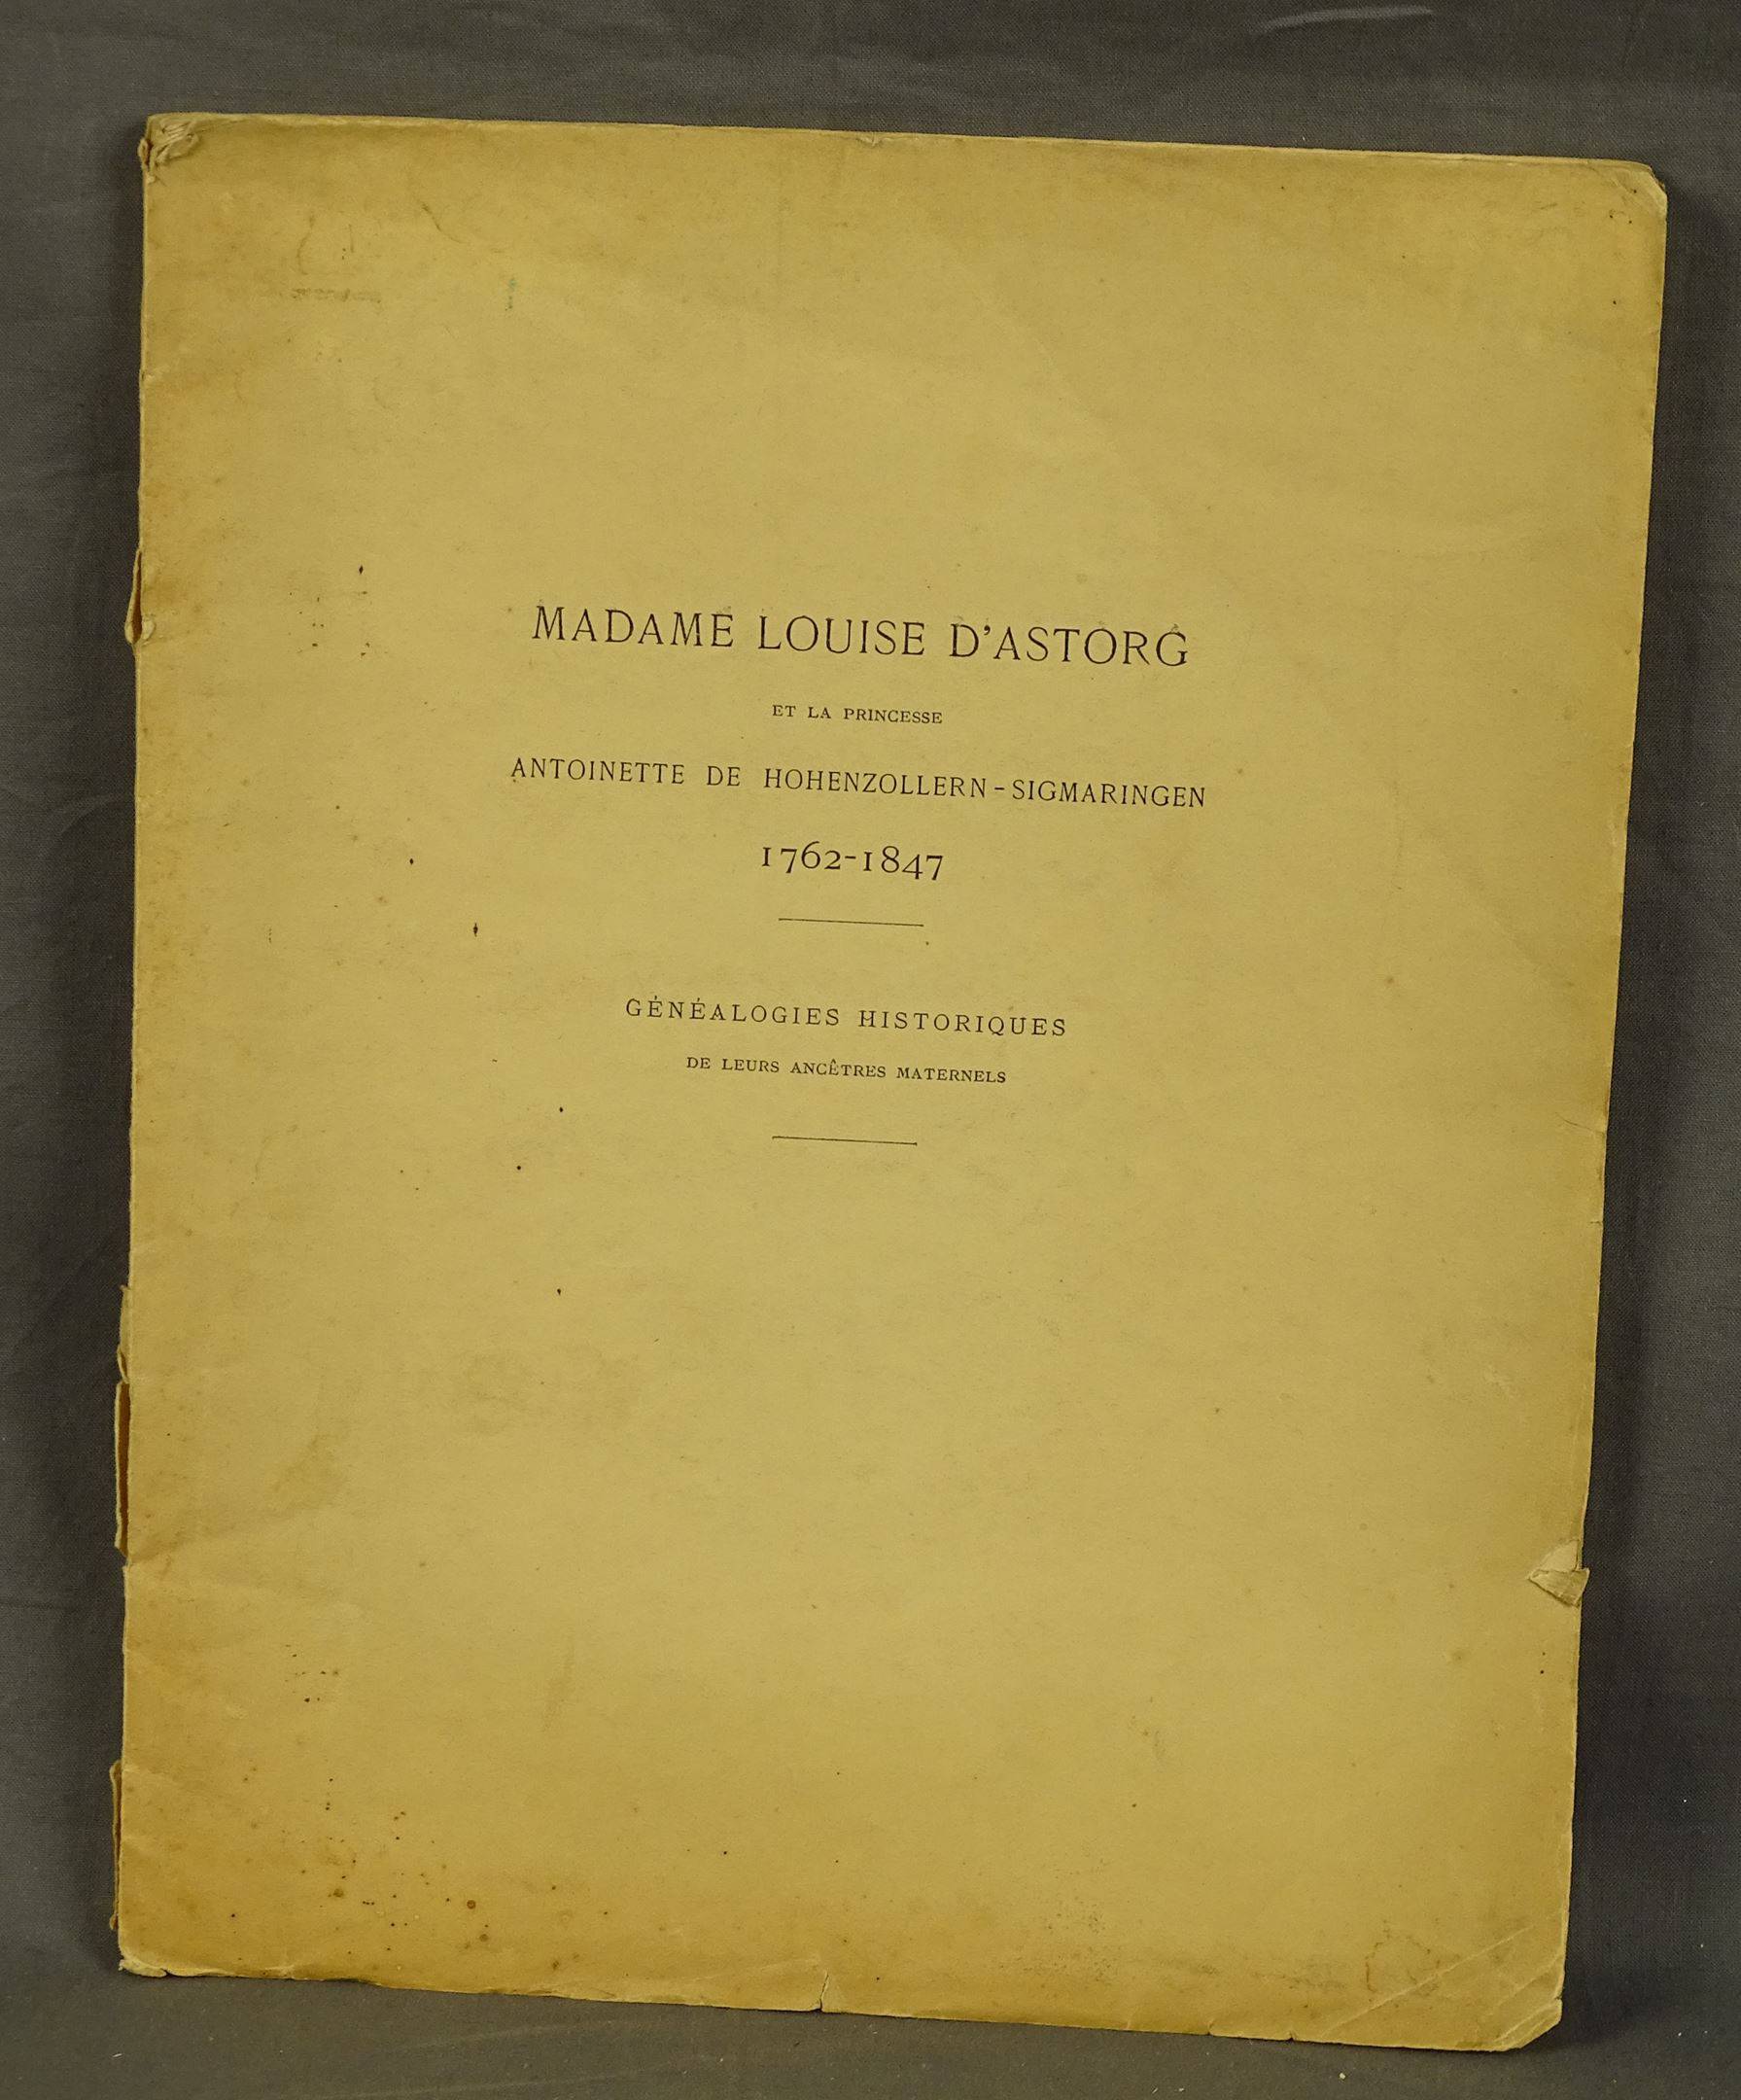 MADAME LOUISE D'ASTORG
ET LA PRINCESSE
ANTOINETTE DE HOHENZOLLERN-SIGMARINGEN
1762-1847
GÉNÉALOGIES HISTORIQUES
DE LEURS ANCÊTRES MATERNELS